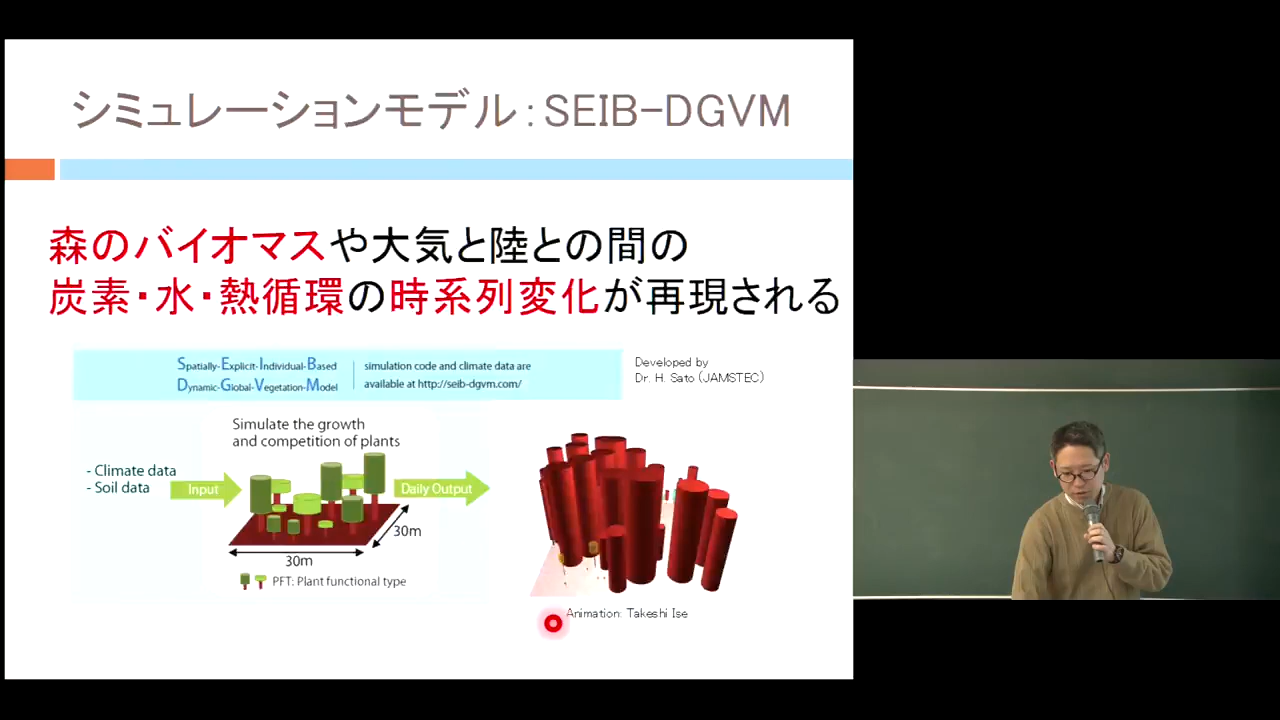 シミュレーションモデル：SEIB-DGVM
森のバイオマスや大気と陸との間の
炭素・水・熱循環の時系列変化が再現される
Spatially-Explicit-Individual-Based
Dynamic-Global-Vegetation-Model
simulation code and climate data are
available at http://seib-dgvm.com/
Developed by
Dr. H. Sato (JAMSTEC)
Simulate the growth
and competition of plants
- Climate data
- Soil data
Input
Daily Output
30m
30m
PFT: Plant functional type
Animation: Takeshi Ise